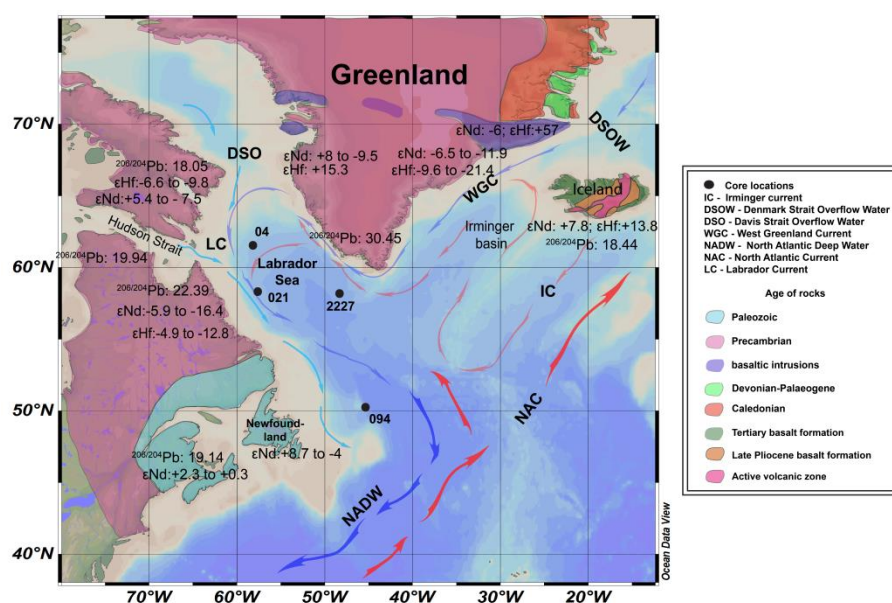 Greenland
70°N
60°N
50°N
40°N
DSO
DSOW
εNd: -6; εHf:+57
εNd: +8 to -9.5
εHf: +15.3
εNd: -6.5 to -11.9
εHf:-9.6 to -21.4
206/204Pb: 18.05
εHf:-6.6 to -9.8
εNd:+5.4 to - 7.5
WGC
Iceland
εNd: +7.8; εHf:+13.8
206/204Pb: 18.44
Hudson Strait
LC
04
206/204Pb: 30.45
Irminger
basin
206/204Pb: 19.94
Labrador
Sea
021
2227
IC
206/204Pb: 22.39
εNd:-5.9 to -16.4
εHf:-4.9 to -12.8
NAC
094
Newfound-
land
εNd:+8.7 to -4
206/204Pb: 19.14
εNd:+2.3 to +0.3
NADW
70°W
60°W
50°W
40°W
30°W
20°W
Ocean Data View
Core locations
IC - Irminger current
DSOW - Denmark Strait Overflow Water
DSO - Davis Strait Overflow Water
WGC - West Greenland Current
NADW - North Atlantic Deep Water
NAC - North Atlantic Current
LC - Labrador Current
Age of rocks
Paleozoic
Precambrian
basaltic intrusions
Devonian-Palaeogene
Caledonian
Tertiary basalt formation
Late Pliocene basalt formation
Active volcanic zone